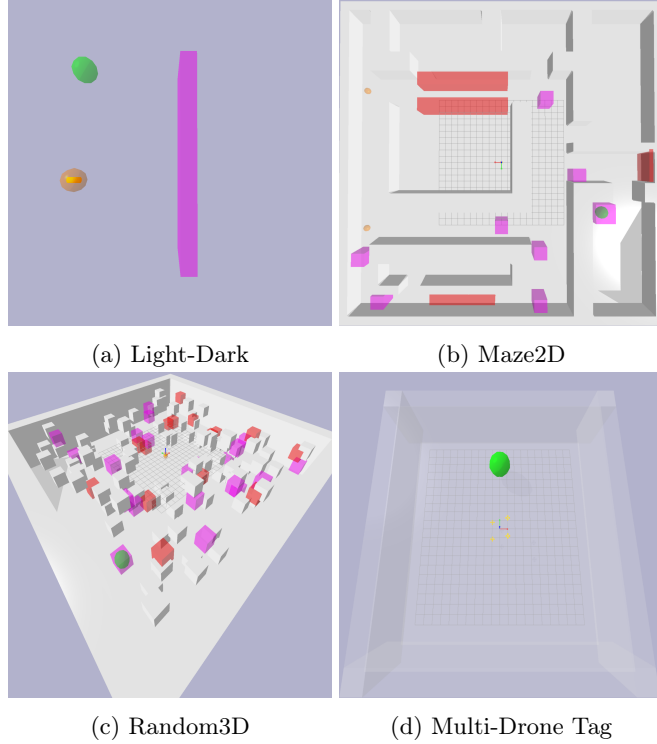 (a) Light-Dark
(b) Maze2D
(c) Random3D
(d) Multi-Drone Tag